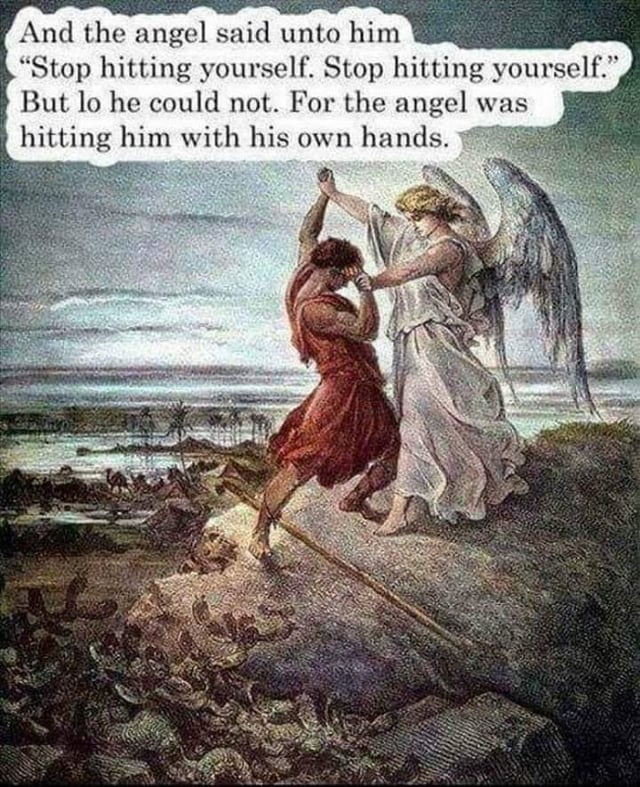 And the angel said unto him
“Stop hitting yourself. Stop hitting yourself.”
But lo he could not. For the angel was
hitting him with his own hands.